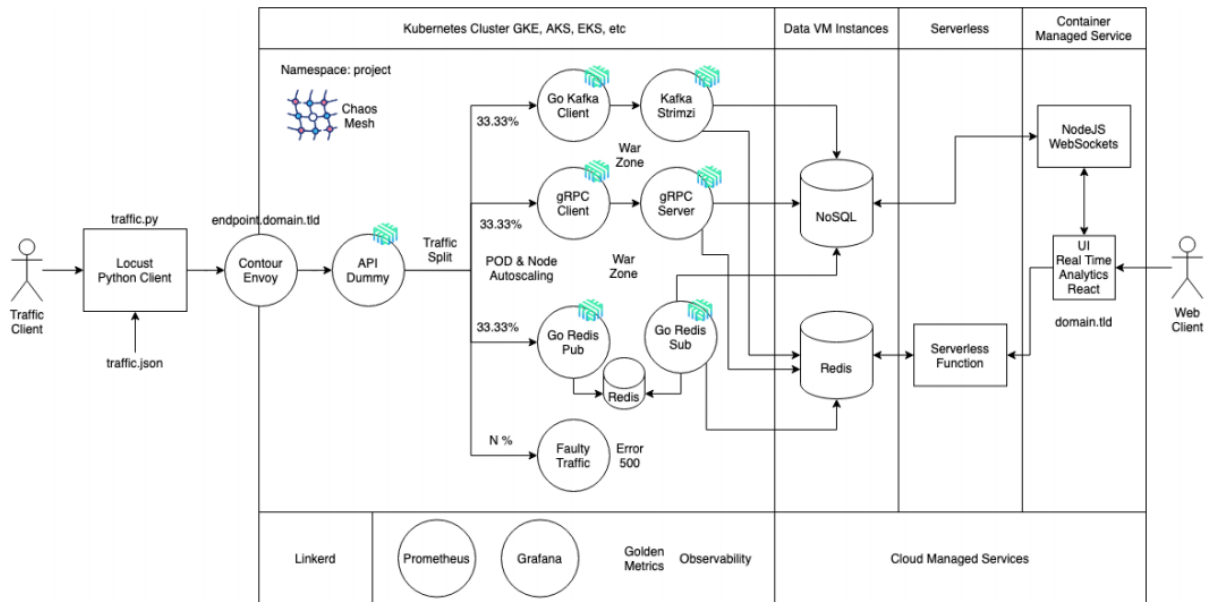 Kubernetes Cluster GKE, AKS, EKS, etc
Data VM Instances
Serverless
Container
Managed Service
Namespace: project
Chaos
Mesh
Go Kafka
Client
Kafka
Strimzi
33.33%
War
Zone
NodeJS
WebSockets
gRPC
Client
gRPC
Server
NoSQL
33.33%
traffic.py
endpoint.domain.tld
Traffic
Split
Locust
Python Client
Contour
Envoy
API
Dummy
POD & Node
Autoscaling
War
Zone
UI
Real Time
Analytics
React
Traffic
Client
Web
Client
domain.tld
33.33%
Go Redis
Pub
Go Redis
Sub
Redis
Redis
Serverless
Function
traffic.json
N %
Faulty
Traffic
Error
500
Linkerd
Prometheus
Grafana
Golden
Metrics
Observability
Cloud Managed Services